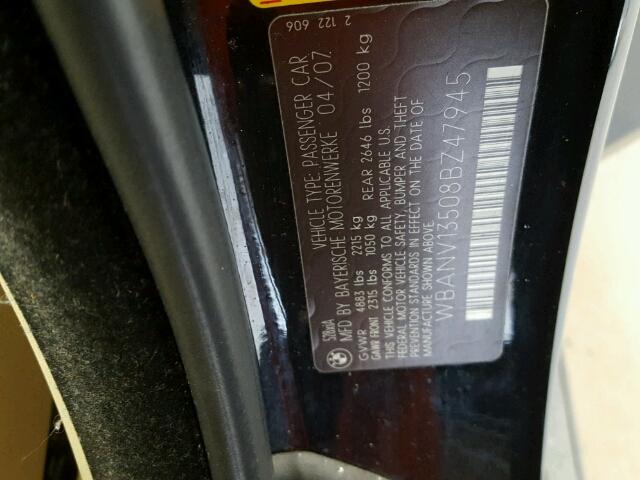 2 122 606
528xiA VEHICLE TYPE: PASSENGER CAR
MFD BY BAYERISCHE MOTORENWERKE 04/07
GVWR 4883 lbs 2215 kg
GAWR FRONT 2315 lbs 1050 kg REAR 2646 lbs 1200 kg
THIS VEHICLE CONFORMS TO ALL APPLICABLE U.S.
FEDERAL MOTOR VEHICLE SAFETY, BUMPER AND THEFT
PREVENTION STANDARDS IN EFFECT ON THE DATE OF
MANUFACTURE SHOWN ABOVE
WBANV13508BZ47945